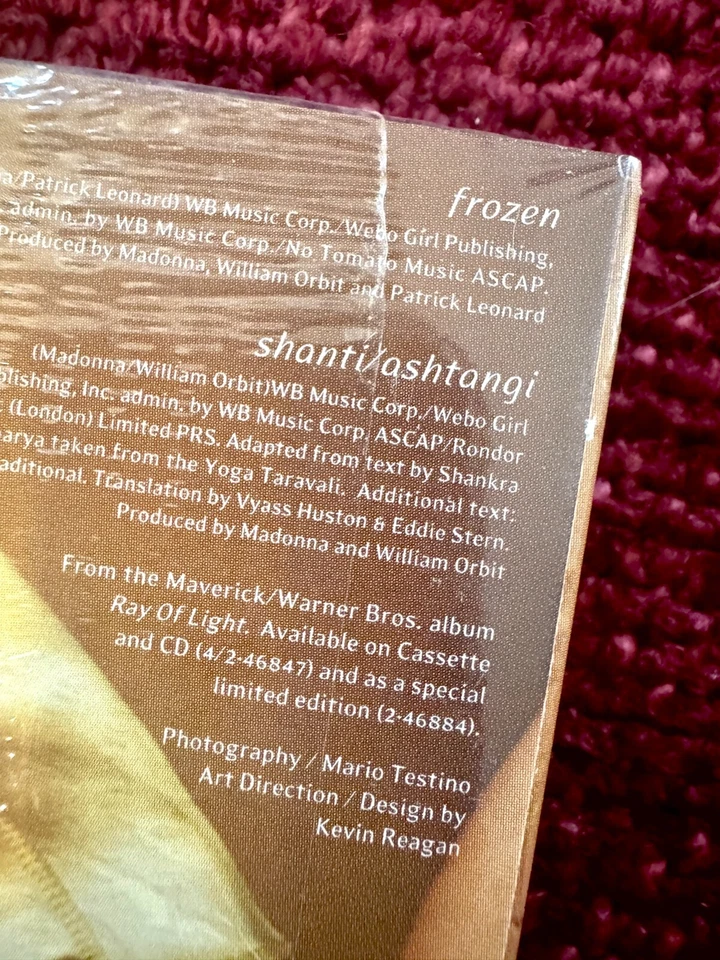 frozen
/Patrick Leonard) WB Music Corp./Webo Girl Publishing,
admin. by WB Music Corp./No Tomato Music ASCAP.
Produced by Madonna, William Orbit and Patrick Leonard
shanti/ashtangi
(Madonna/William Orbit)WB Music Corp./Webo Girl
Inc. admin. by WB Music Corp. ASCAP/Rondor
(London) Limited PRS. Adapted from text by Shankra
taken from the Yoga Taravali. Additional text:
Translation by Vyass Huston & Eddie Stern.
Produced by Madonna and William Orbit
From the Maverick/Warner Bros. album
Ray Of Light. Available on Cassette
and CD (4/2-46847) and as a special
limited edition (2-46884).
Photography / Mario Testino
Art Direction / Design by
Kevin Reagan